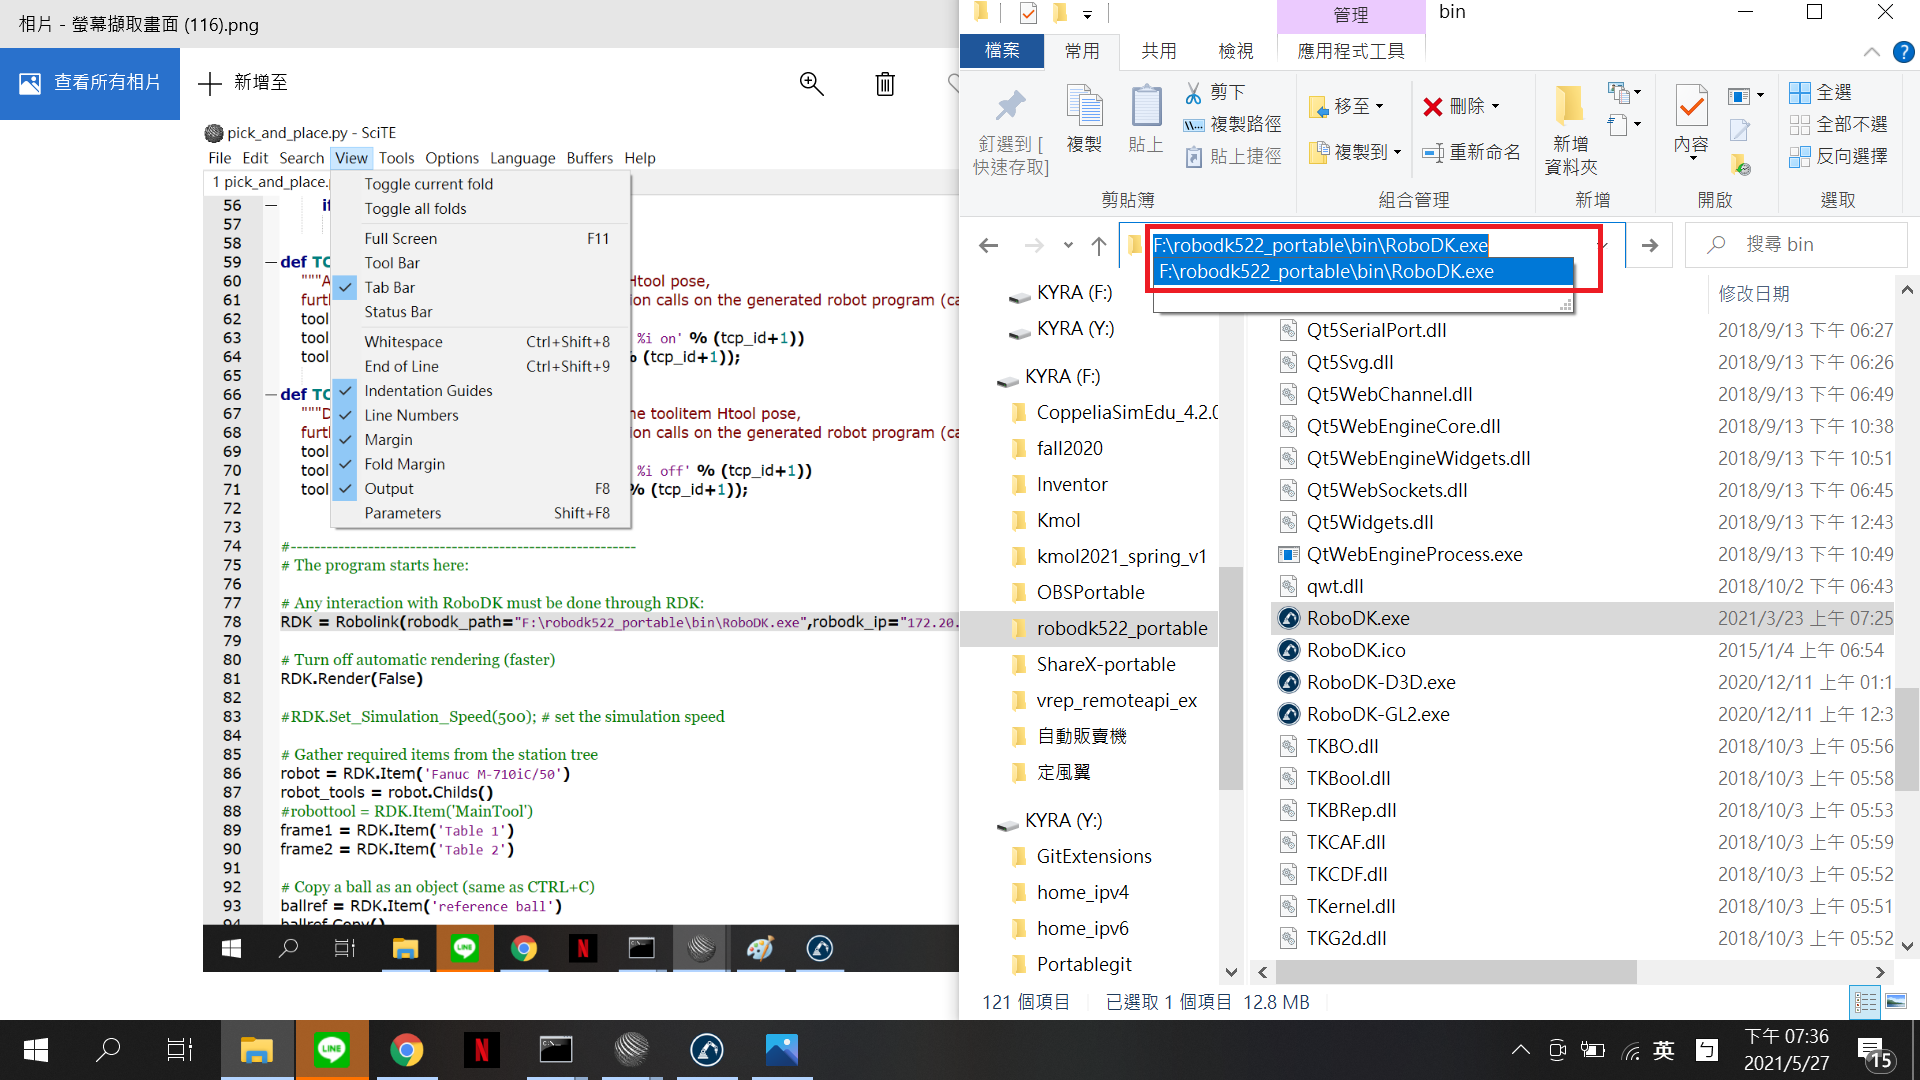 相片 - 螢幕擷取畫面 (116).png
查看所有相片
新增至
pick_and_place.py - SciTE
File Edit Search View Tools Options Language Buffers Help
1 pick_and_place.
Toggle current fold
Toggle all folds
Full Screen F11
Tool Bar
Tab Bar
Status Bar
Whitespace Ctrl+Shift+8
End of Line Ctrl+Shift+9
Indentation Guides
Line Numbers
Margin
Fold Margin
Output F8
Parameters Shift+F8
56 if
57
58
59 def TC
60 """A Htool pose,
61 furth ion calls on the generated robot program (ca
62 tool
63 tool %i on' % (tcp_id+1))
64 tool % (tcp_id+1));
65
66 def TC
67 """D he toolitem Htool pose,
68 furth ion calls on the generated robot program (ca
69 tool
70 tool %i off' % (tcp_id+1))
71 tool % (tcp_id+1));
72
73
74 #----------------------------------------------------------
75 # The program starts here:
76
77 # Any interaction with RoboDK must be done through RDK:
78 RDK = Robolink(robodk_path="F:\robodk522_portable\bin\RoboDK.exe",robodk_ip="172.20.
79
80 # Turn off automatic rendering (faster)
81 RDK.Render(False)
82
83 #RDK.Set_Simulation_Speed(500); # set the simulation speed
84
85 # Gather required items from the station tree
86 robot = RDK.Item('Fanuc M-710iC/50')
87 robot_tools = robot.Childs()
88 #robottool = RDK.Item('MainTool')
89 frame1 = RDK.Item('Table 1')
90 frame2 = RDK.Item('Table 2')
91
92 # Copy a ball as an object (same as CTRL+C)
93 ballref = RDK.Item('reference ball')
94 ballref.Copy()
管理 bin
檔案 常用 共用 檢視 應用程式工具
釘選到 [
快速存取]
複製
貼上
剪下
複製路徑
貼上捷徑
剪貼簿
移至
複製到
刪除
重新命名
組合管理
新增
資料夾
新增
內容
開啟
全選
全部不選
反向選擇
選取
F:\robodk522_portable\bin\RoboDK.exe
F:\robodk522_portable\bin\RoboDK.exe
搜尋 bin
KYRA (F:)
KYRA (Y:)
KYRA (F:)
CoppeliaSimEdu_4.2.0
fall2020
Inventor
Kmol
kmol2021_spring_v1
OBSPortable
robodk522_portable
ShareX-portable
vrep_remoteapi_ex
自動販賣機
定風翼
KYRA (Y:)
GitExtensions
home_ipv4
home_ipv6
Portablegit
修改日期
Qt5SerialPort.dll 2018/9/13 下午 06:27
Qt5Svg.dll 2018/9/13 下午 06:26
Qt5WebChannel.dll 2018/9/13 下午 06:49
Qt5WebEngineCore.dll 2018/9/13 下午 10:38
Qt5WebEngineWidgets.dll 2018/9/13 下午 10:51
Qt5WebSockets.dll 2018/9/13 下午 06:45
Qt5Widgets.dll 2018/9/13 下午 12:43
QtWebEngineProcess.exe 2018/9/13 下午 10:49
qwt.dll 2018/10/2 下午 06:43
RoboDK.exe 2021/3/23 上午 07:25
RoboDK.ico 2015/1/4 上午 06:54
RoboDK-D3D.exe 2020/12/11 上午 01:1
RoboDK-GL2.exe 2020/12/11 上午 12:3
TKBO.dll 2018/10/3 上午 05:56
TKBool.dll 2018/10/3 上午 05:58
TKBRep.dll 2018/10/3 上午 05:53
TKCAF.dll 2018/10/3 上午 05:59
TKCDF.dll 2018/10/3 上午 05:52
TKernel.dll 2018/10/3 上午 05:51
TKG2d.dll 2018/10/3 上午 05:52
121 個項目 已選取 1 個項目 12.8 MB
LINE
N
LINE
N
英
ㄅ
下午 07:36
2021/5/27
15